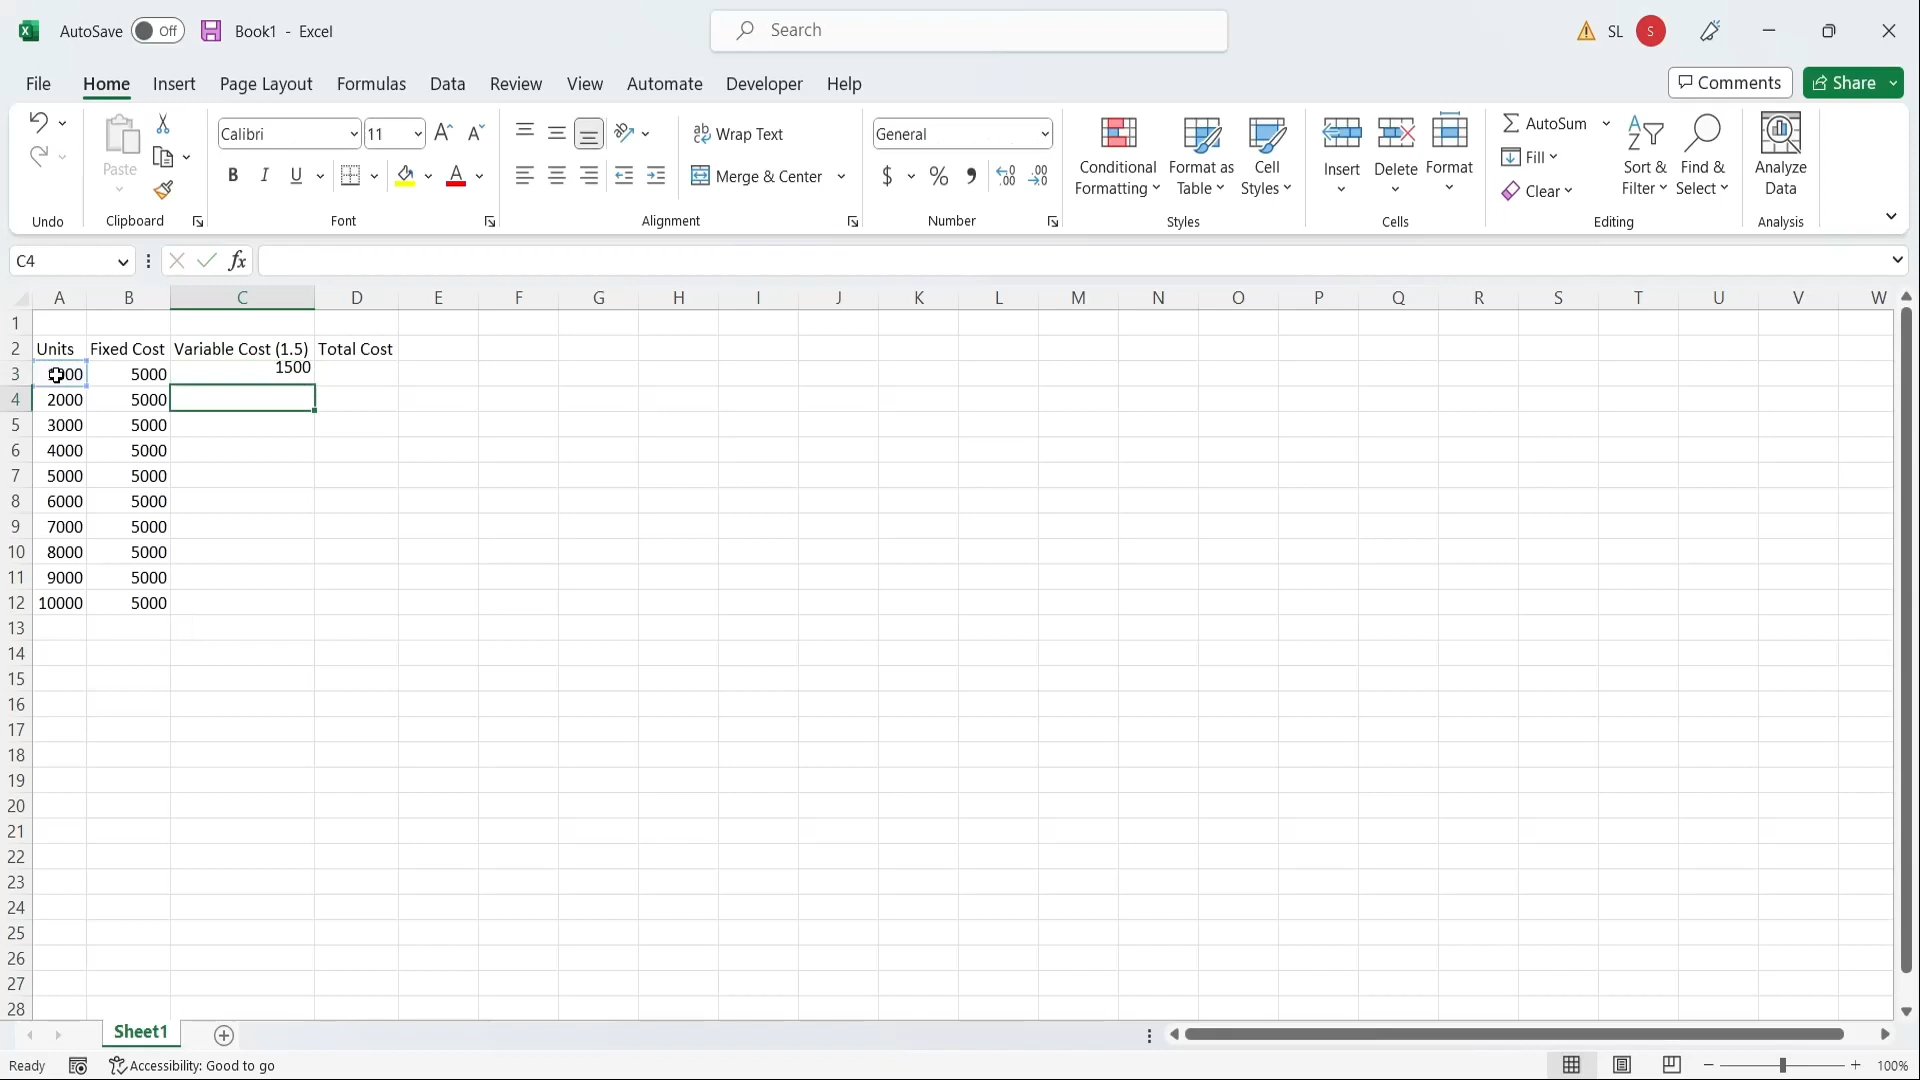 AutoSave Off Book1 - Excel Search SL S
File Home Insert Page Layout Formulas Data Review View Automate Developer Help Comments Share
Calibri 11 Wrap Text General AutoSum
Paste Conditional Format as Cell Insert Delete Format Fill Sort & Find & Analyze
B I U Merge & Center $ % Formatting Table Styles Clear Filter Select Data
Undo Clipboard Font Alignment Number Styles Cells Editing Analysis
C4 fx
A B C D E F G H I J K L M N O P Q R S T U V W
1
2 Units Fixed Cost Variable Cost (1.5) Total Cost
3 5000 1500
4 2000 5000
5 3000 5000
6 4000 5000
7 5000 5000
8 6000 5000
9 7000 5000
10 8000 5000
11 9000 5000
12 10000 5000
13
14
15
16
17
18
19
20
21
22
23
24
25
26
27
28
Sheet1
Ready Accessibility: Good to go 100%